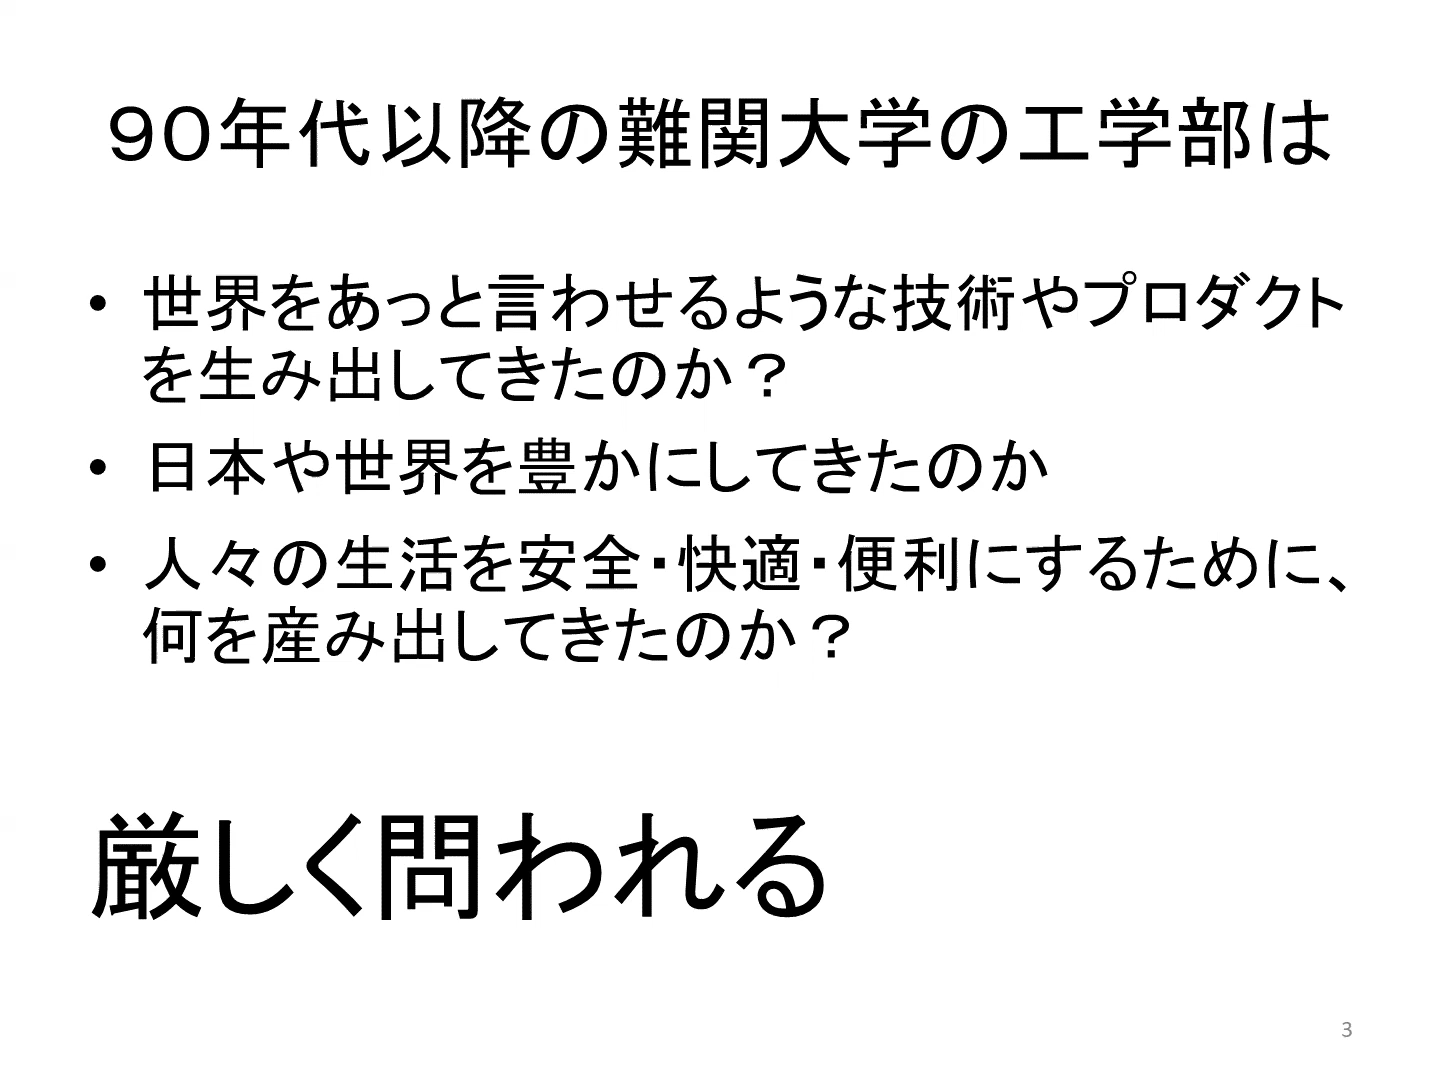 ９０年代以降の難関大学の工学部は
• 世界をあっと言わせるような技術やプロダクト
を生み出してきたのか？
• 日本や世界を豊かにしてきたのか
• 人々の生活を安全・快適・便利にするために、
何を産み出してきたのか？
厳しく問われる
3